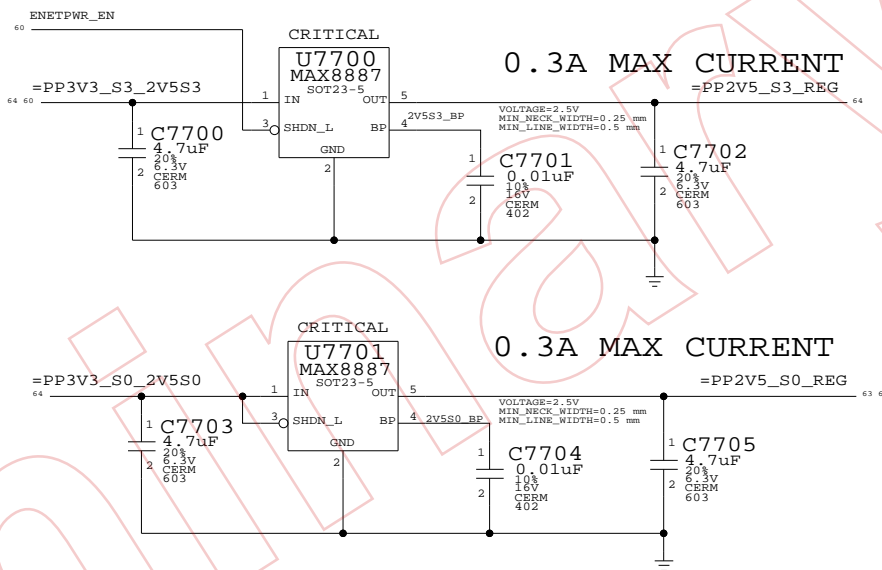 ENETPWR_EN
60
CRITICAL
U7700
MAX8887
SOT23-5
0.3A MAX CURRENT
=PP3V3_S3_2V5S3
=PP2V5_S3_REG
64 60
1 IN
OUT 5
64
VOLTAGE=2.5V
MIN_NECK_WIDTH=0.25 mm
MIN_LINE_WIDTH=0.5 mm
3 SHDN_L
BP 4
2V5S3_BP
GND
2
1 C7700
4.7uF
20%
6.3V
2 CERM
603
1 C7701
0.01uF
10%
16V
2 CERM
402
1 C7702
4.7uF
20%
6.3V
2 CERM
603
CRITICAL
U7701
MAX8887
SOT23-5
0.3A MAX CURRENT
=PP3V3_S0_2V5S0
=PP2V5_S0_REG
64
1 IN
OUT 5
63 6
VOLTAGE=2.5V
MIN_NECK_WIDTH=0.25 mm
MIN_LINE_WIDTH=0.5 mm
3 SHDN_L
BP 4
2V5S0_BP
GND
2
1 C7703
4.7uF
20%
6.3V
2 CERM
603
1 C7704
0.01uF
10%
16V
2 CERM
402
1 C7705
4.7uF
20%
6.3V
2 CERM
603
inary